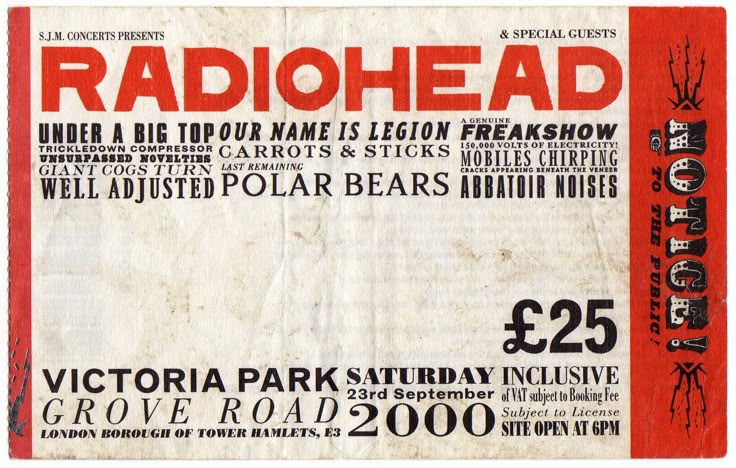 S.J.M. CONCERTS PRESENTS
& SPECIAL GUESTS
RADIOHEAD
UNDER A BIG TOP
TRICKLEDOWN COMPRESSOR
UNSURPASSED NOVELTIES
GIANT COGS TURN
WELL ADJUSTED
OUR NAME IS LEGION
CARROTS & STICKS
LAST REMAINING
POLAR BEARS
A GENUINE
FREAKSHOW
150,000 VOLTS OF ELECTRICITY!
MOBILES CHIRPING
CRACKS APPEARING BENEATH THE VENEER
ABBATOIR NOISES
£25
VICTORIA PARK
GROVE ROAD
LONDON BOROUGH OF TOWER HAMLETS, E3
SATURDAY
23rd September
2000
INCLUSIVE
of VAT subject to Booking Fee
Subject to License
SITE OPEN AT 6PM
NOTICE!
TO THE PUBLIC!